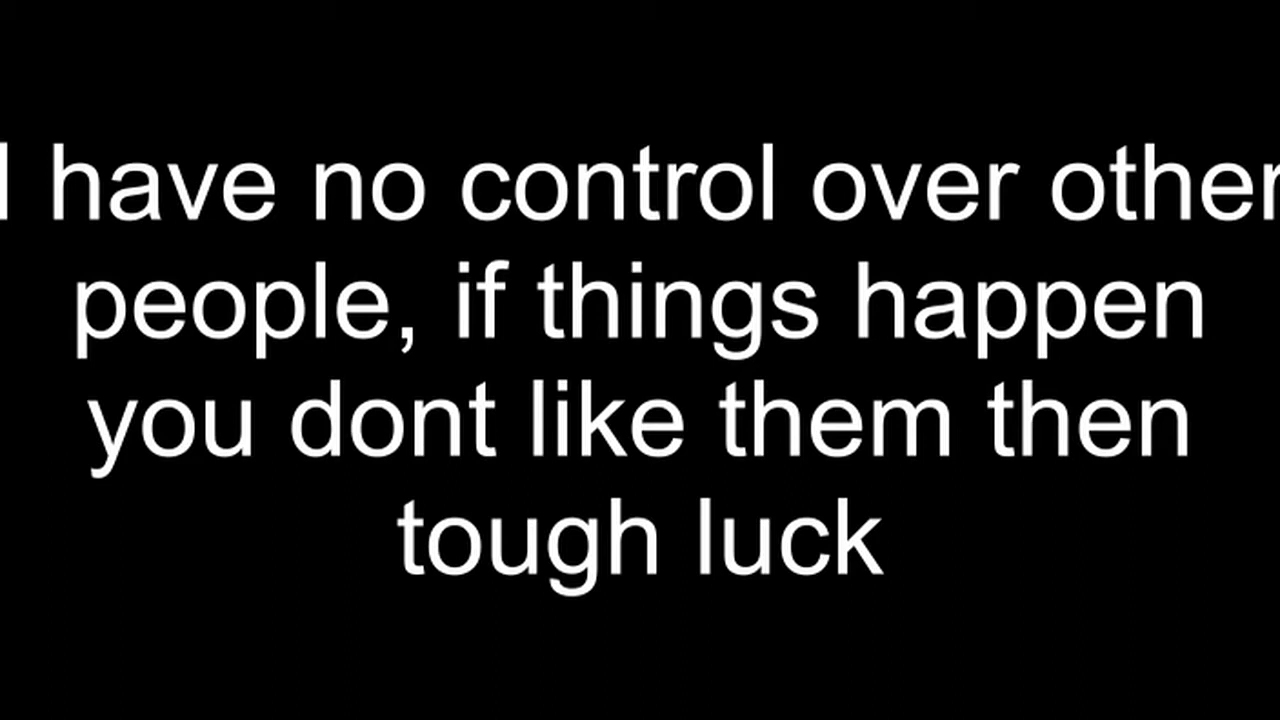 I have no control over other
people, if things happen
you dont like them then
tough luck